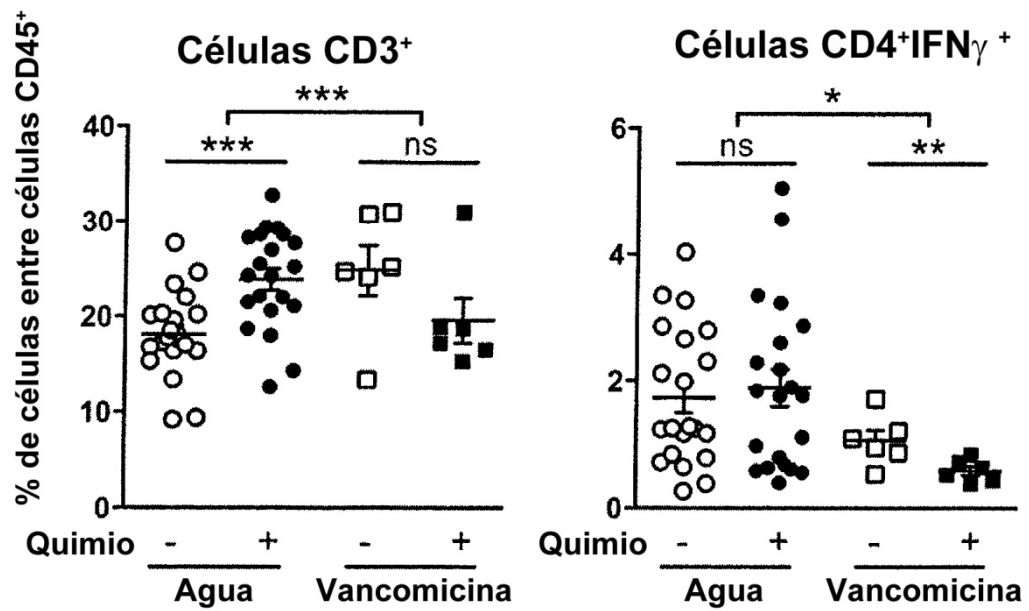 % de células entre células CD45⁺
Células CD3⁺
***
***
ns
40
30
20
10
0
Quimio - + - +
Agua Vancomicina
Células CD4⁺IFNγ ⁺
*
ns
**
6
4
2
0
Quimio - + - +
Agua Vancomicina